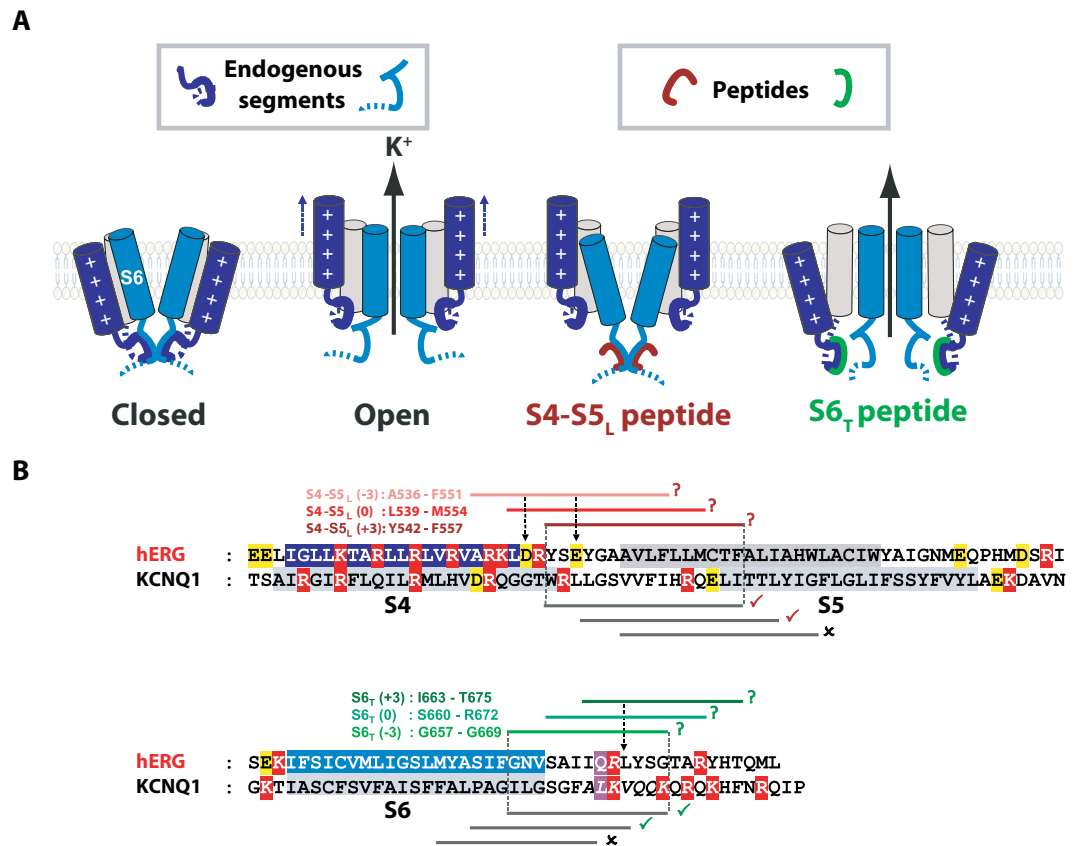 A
Endogenous segments
Peptides
K+
+ + + + + + + + + + + + + + + + + + + + + + + + + + + + + + + +
S6
Closed
Open
S4-S5L peptide
S6T peptide
B
S4-S5L (-3) : A536 - F551 ?
S4-S5L (0) : L539 - M554 ?
S4-S5L (+3) : Y542 - F557 ?
hERG : EELIGLLKTARLLRLVRVARKLDRYSEYGAAVLFLLMCTFALIAHWLACIWYAIGNMEQPHMDSRI
KCNQ1 : TSAIRGIRFLQILRMLHVDRQGGTWRLLGSVVFIHRQELITTLYIGFLGLIFSSYFVYLAEKDAVN
S4
S5
✓
✓
✗
S6T (+3) : I663 - T675 ?
S6T (0) : S660 - R672 ?
S6T (-3) : G657 - G669 ?
hERG : SEKIFSICVMLIGSLMYASIFGNVSAIIQRLYSGTARYHTQML
KCNQ1 : GKTIASCFSVFAISFFALPAGILGSGFALKVQQKQRQKHFNRQIP
S6
✓
✓
✗